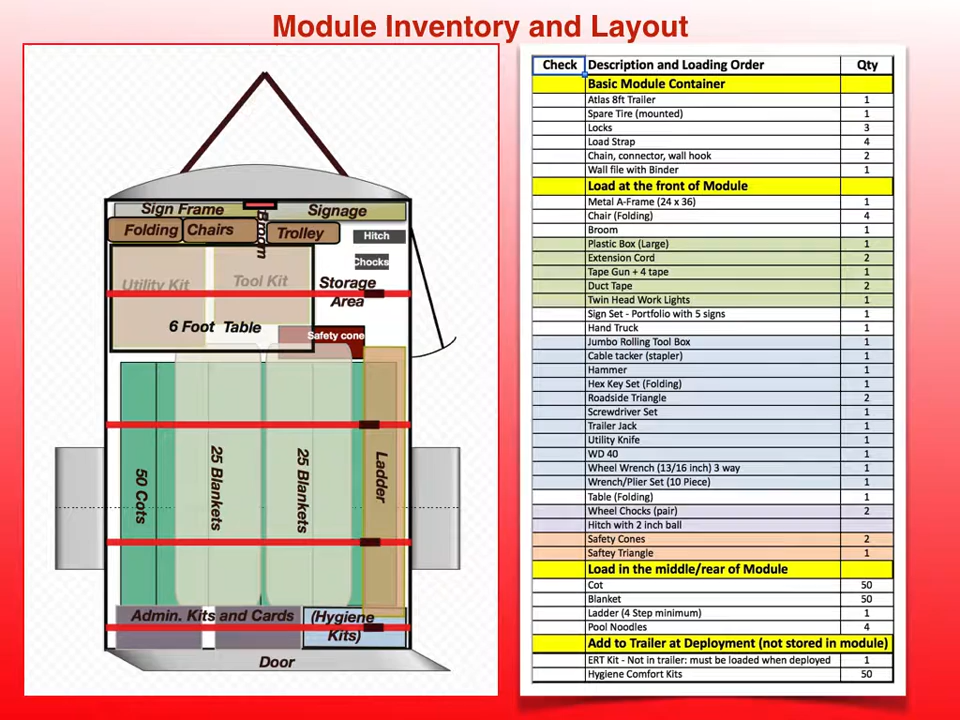 Module Inventory and Layout
Sign Frame
Signage
Folding Chairs
Broom
Trolley
Hitch
Chocks
Utility Kit
Tool Kit
Storage
Area
6 Foot Table
Safety cone
50 Cots
25 Blankets
25 Blankets
Ladder
Admin. Kits and Cards
(Hygiene
Kits)
Door
Check Description and Loading Order Qty
Basic Module Container
Atlas 8ft Trailer 1
Spare Tire (mounted) 1
Locks 3
Load Strap 4
Chain, connector, wall hook 2
Wall file with Binder 1
Load at the front of Module
Metal A-Frame (24 x 36) 1
Chair (Folding) 4
Broom 1
Plastic Box (Large) 1
Extension Cord 2
Tape Gun + 4 tape 1
Duct Tape 2
Twin Head Work Lights 1
Sign Set - Portfolio with 5 signs 1
Hand Truck 1
Jumbo Rolling Tool Box 1
Cable tacker (stapler) 1
Hammer 1
Hex Key Set (Folding) 1
Roadside Triangle 2
Screwdriver Set 1
Trailer Jack 1
Utility Knife 1
WD 40 1
Wheel Wrench (13/16 inch) 3 way 1
Wrench/Plier Set (10 Piece) 1
Table (Folding) 1
Wheel Chocks (pair) 2
Hitch with 2 inch ball
Safety Cones 2
Saftey Triangle 1
Load in the middle/rear of Module
Cot 50
Blanket 50
Ladder (4 Step minimum) 1
Pool Noodles 4
Add to Trailer at Deployment (not stored in module)
ERT Kit - Not in trailer: must be loaded when deployed 1
Hygiene Comfort Kits 50